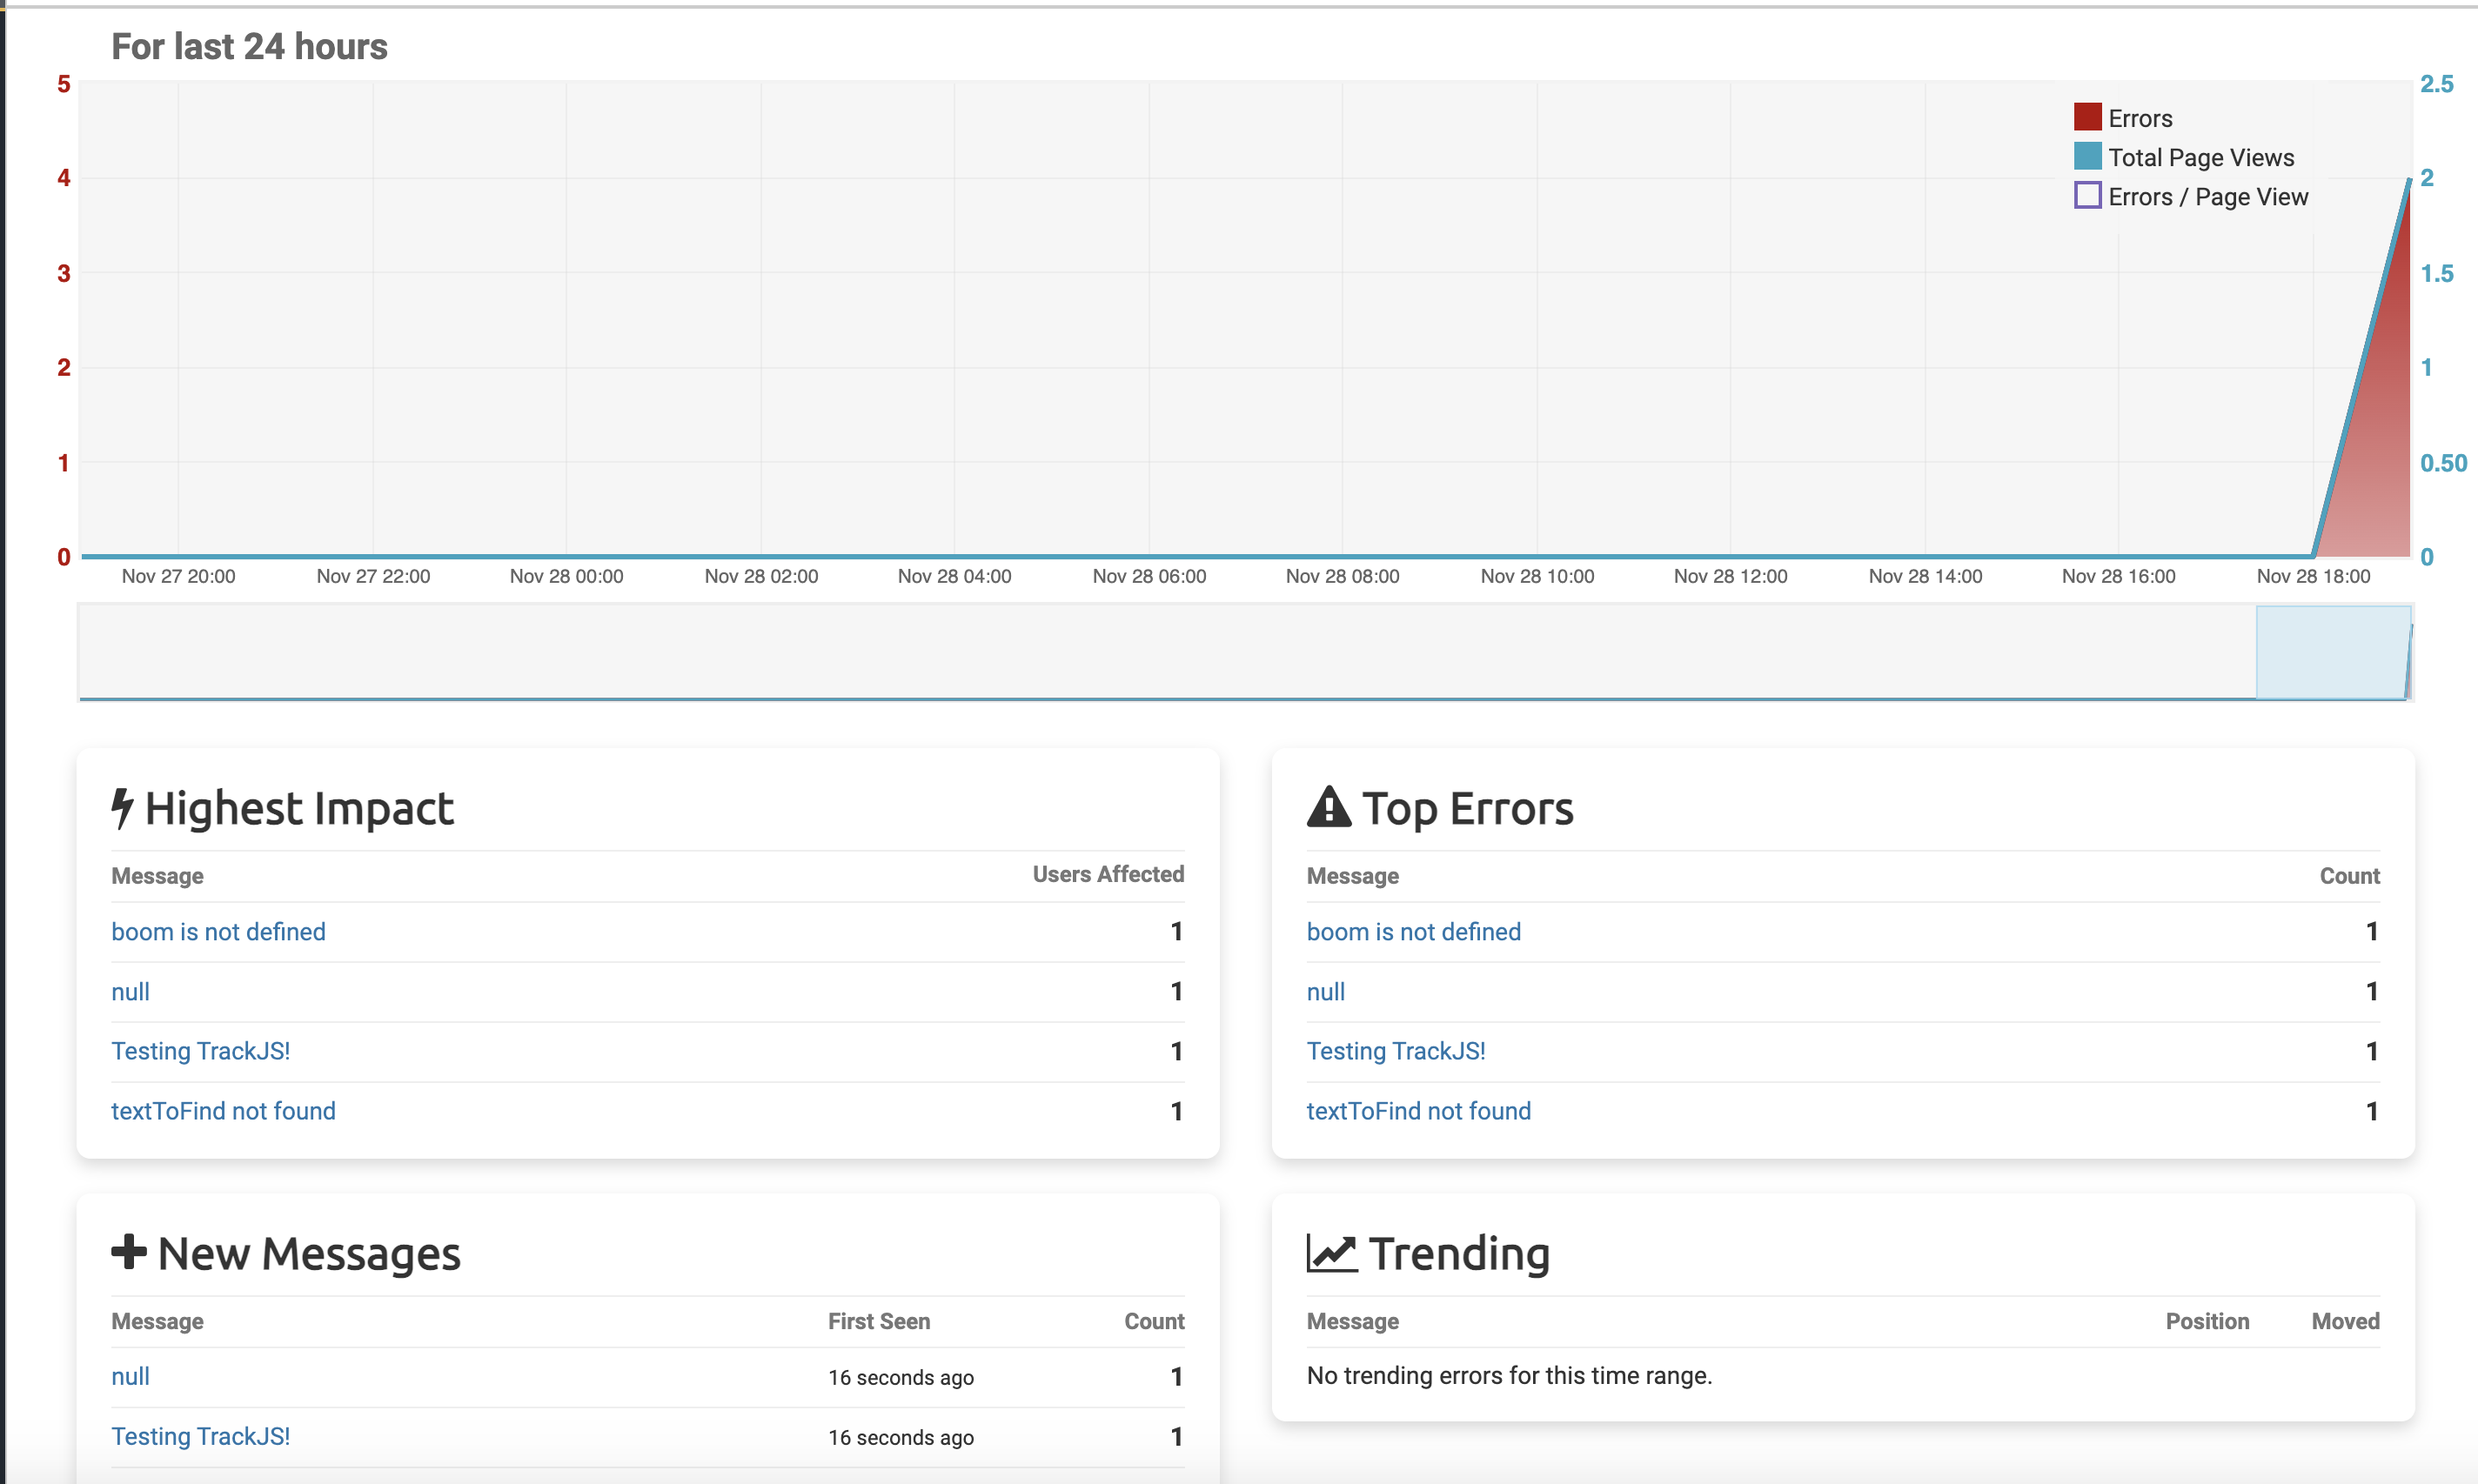 For last 24 hours
5
4
3
2
1
0
2.5
2
1.5
1
0.50
0
Errors
Total Page Views
Errors / Page View
Nov 27 20:00 Nov 27 22:00 Nov 28 00:00 Nov 28 02:00 Nov 28 04:00 Nov 28 06:00 Nov 28 08:00 Nov 28 10:00 Nov 28 12:00 Nov 28 14:00 Nov 28 16:00 Nov 28 18:00
Highest Impact
Message Users Affected
boom is not defined 1
null 1
Testing TrackJS! 1
textToFind not found 1
Top Errors
Message Count
boom is not defined 1
null 1
Testing TrackJS! 1
textToFind not found 1
New Messages
Message First Seen Count
null 16 seconds ago 1
Testing TrackJS! 16 seconds ago 1
Trending
Message Position Moved
No trending errors for this time range.